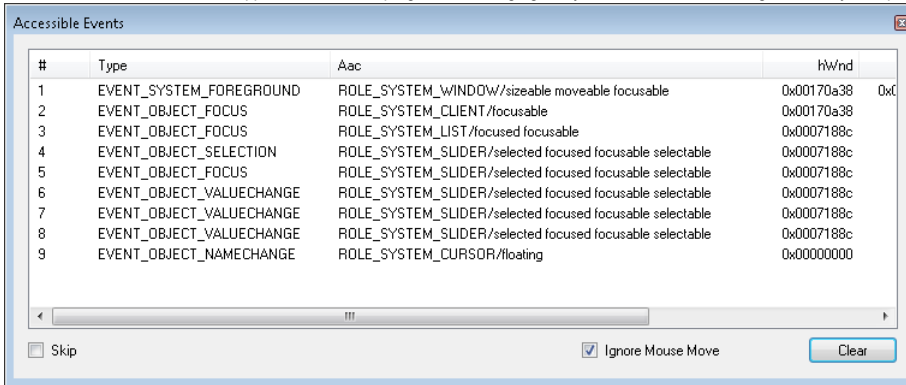 Accessible Events
# Type Aac hWnd
1 EVENT_SYSTEM_FOREGROUND ROLE_SYSTEM_WINDOW/sizeable moveable focusable 0x00170a38 0x0
2 EVENT_OBJECT_FOCUS ROLE_SYSTEM_CLIENT/focusable 0x00170a38
3 EVENT_OBJECT_FOCUS ROLE_SYSTEM_LIST/focused focusable 0x0007188c
4 EVENT_OBJECT_SELECTION ROLE_SYSTEM_SLIDER/selected focused focusable selectable 0x0007188c
5 EVENT_OBJECT_FOCUS ROLE_SYSTEM_SLIDER/selected focused focusable selectable 0x0007188c
6 EVENT_OBJECT_VALUECHANGE ROLE_SYSTEM_SLIDER/selected focused focusable selectable 0x0007188c
7 EVENT_OBJECT_VALUECHANGE ROLE_SYSTEM_SLIDER/selected focused focusable selectable 0x0007188c
8 EVENT_OBJECT_VALUECHANGE ROLE_SYSTEM_SLIDER/selected focused focusable selectable 0x0007188c
9 EVENT_OBJECT_NAMECHANGE ROLE_SYSTEM_CURSOR/floating 0x00000000
Skip Ignore Mouse Move Clear